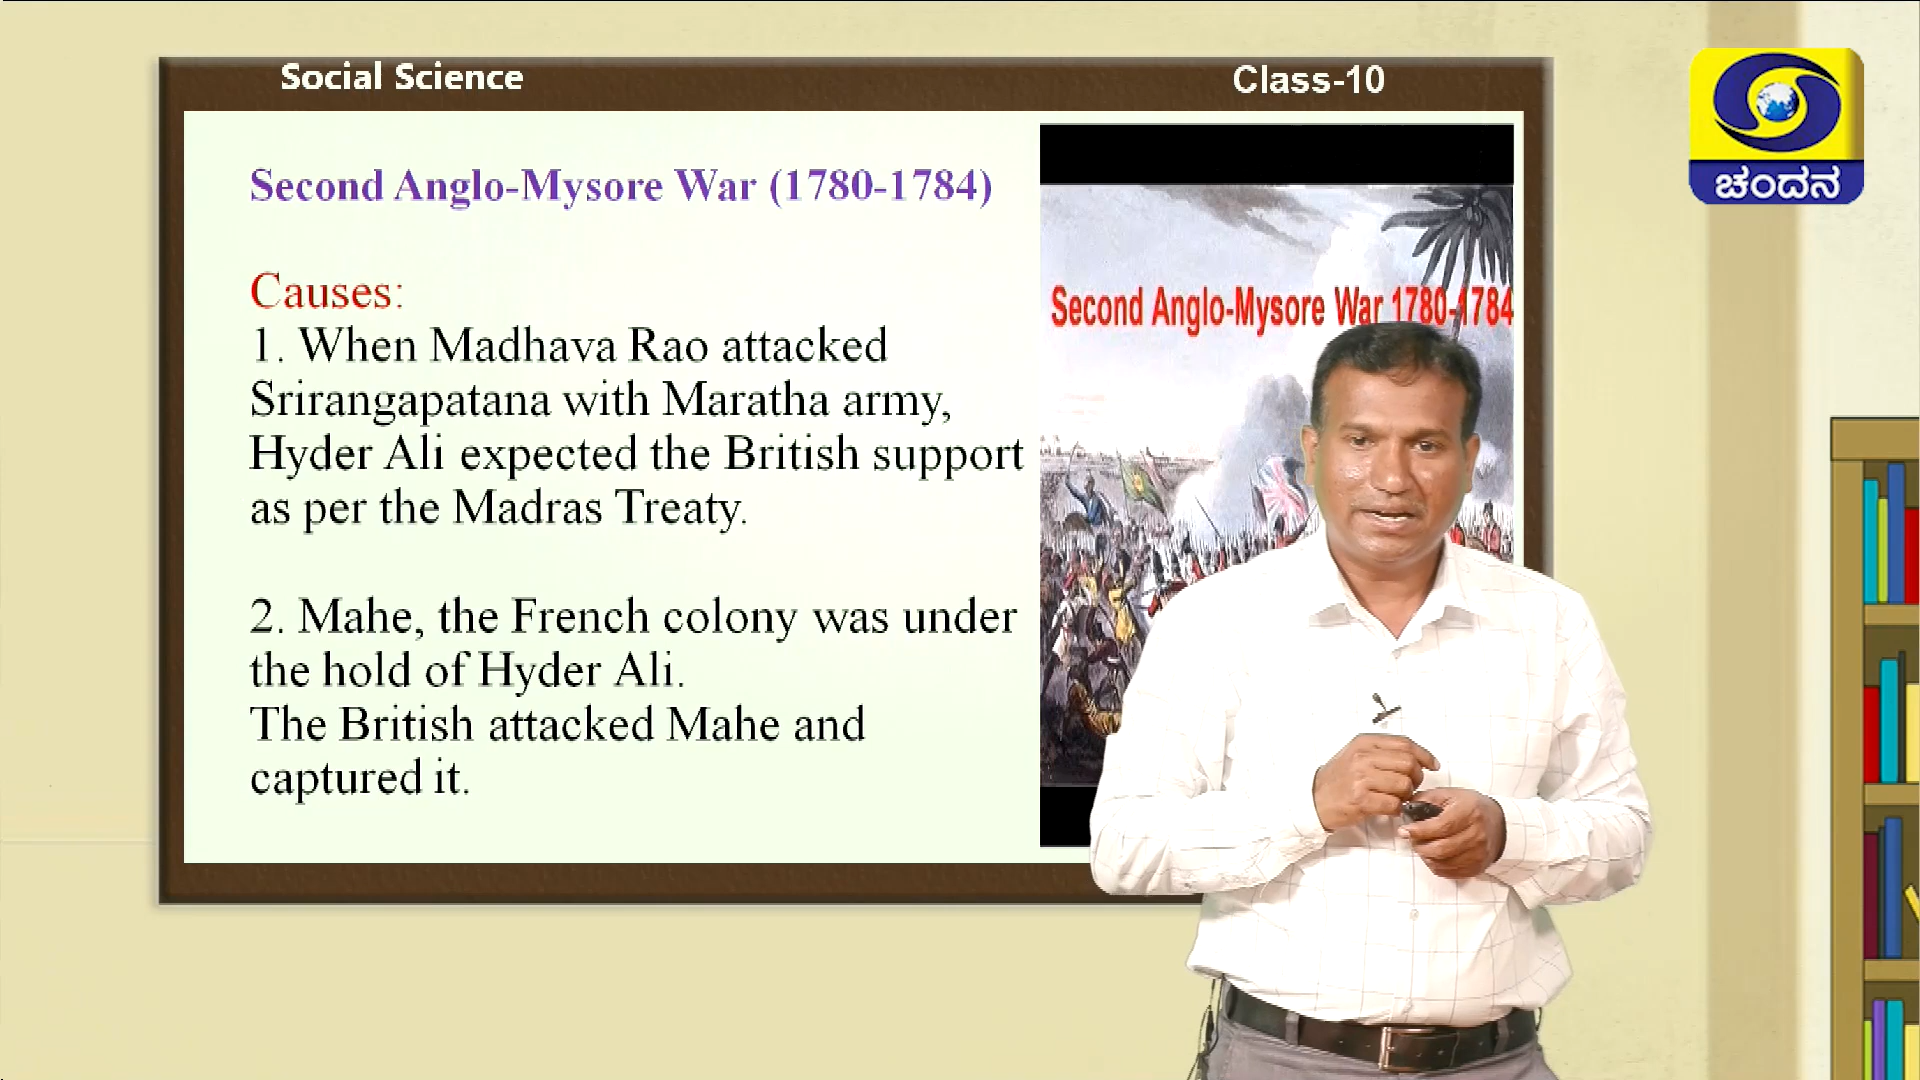 Social Science
Class-10
Second Anglo-Mysore War (1780-1784)
Causes:
1. When Madhava Rao attacked
Srirangapatana with Maratha army,
Hyder Ali expected the British support
as per the Madras Treaty.
2. Mahe, the French colony was under
the hold of Hyder Ali.
The British attacked Mahe and
captured it.
Second Anglo-Mysore War 1780-1784
ಚಂದನ